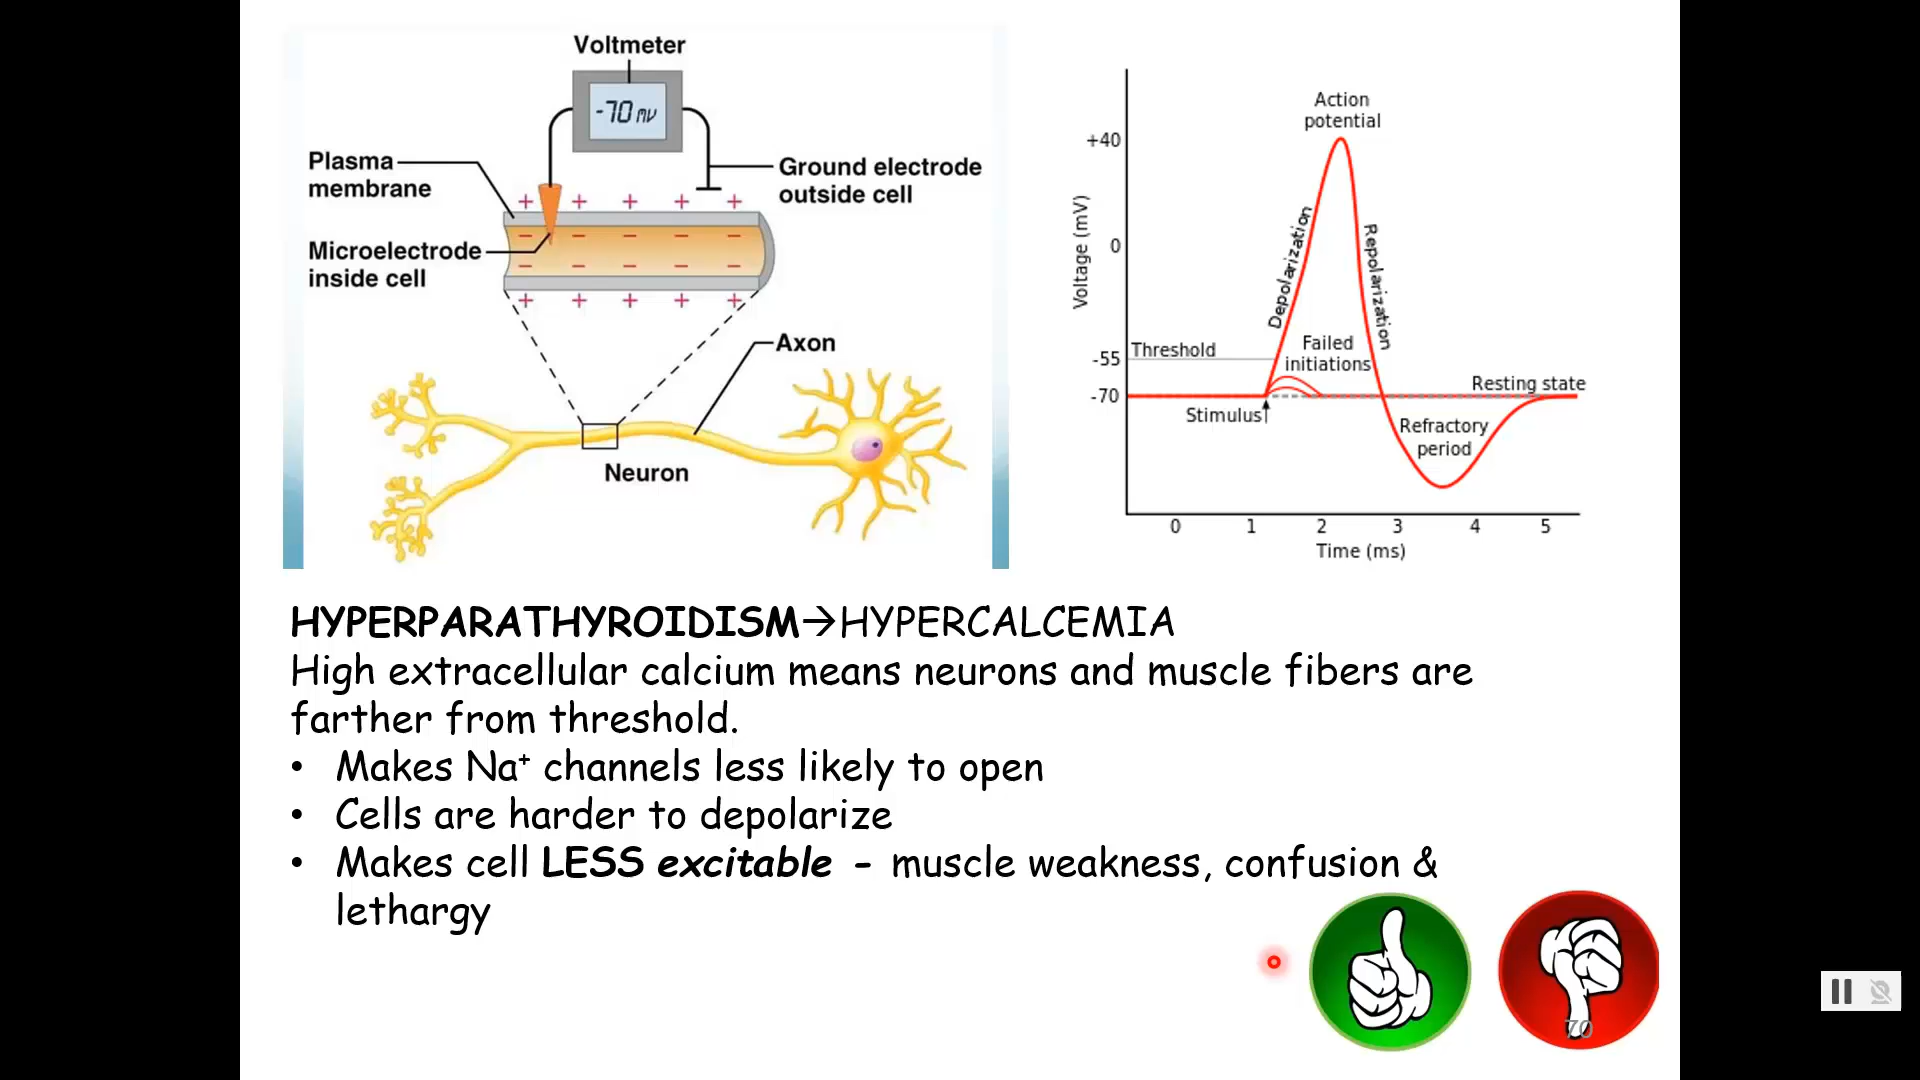 Voltmeter
-70 mv
Plasma
membrane
Ground electrode
outside cell
+ + + + +
Microelectrode
inside cell
− − − − −
− − − − −
+ + + + +
Axon
Neuron
Action
potential
+40
Voltage (mV)
0
Depolarization
Repolarization
Threshold
Failed
initiations
-55
-70
Resting state
Stimulus
Refractory
period
0 1 2 3 4 5
Time (ms)
HYPERPARATHYROIDISM→HYPERCALCEMIA
High extracellular calcium means neurons and muscle fibers are
farther from threshold.
• Makes Na⁺ channels less likely to open
• Cells are harder to depolarize
• Makes cell LESS excitable - muscle weakness, confusion &
lethargy
70